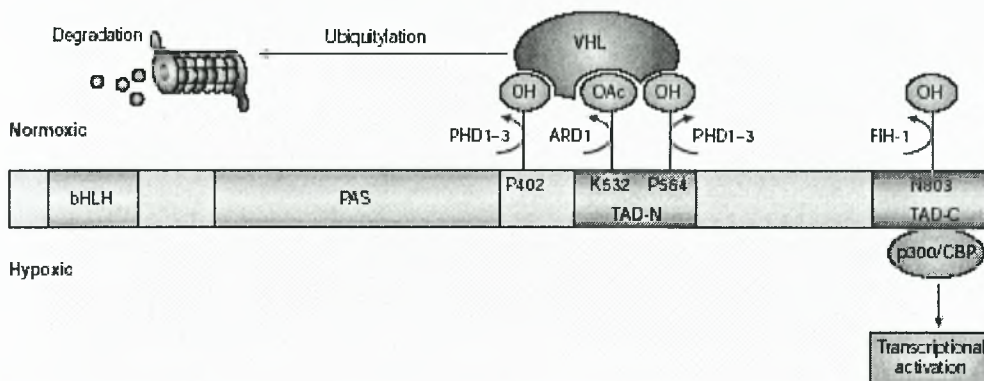 Degradation
Ubiquitylation
VHL
OH
OAc
OH
OH
Normoxic
PHD1–3
ARD1
PHD1–3
FIH-1
bHLH
PAS
P402
K532
P564
N803
TAD-N
TAD-C
Hypoxic
p300/CBP
Transcriptional
activation